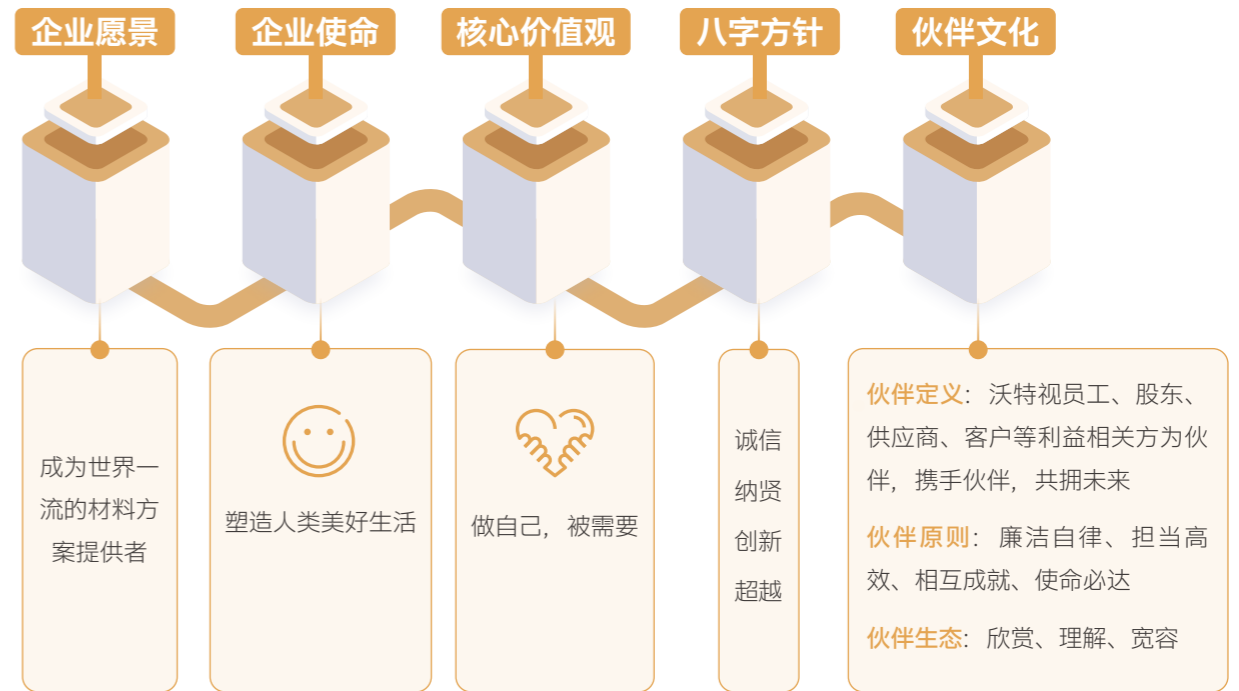 企业愿景
企业使命
核心价值观
八字方针
伙伴文化
成为世界一
流的材料方
案提供者
塑造人类美好生活
做自己，被需要
诚信
纳贤
创新
超越
伙伴定义：沃特视员工、股东、
供应商、客户等利益相关方为伙
伴，携手伙伴，共拥未来
伙伴原则：廉洁自律、担当高
效、相互成就、使命必达
伙伴生态：欣赏、理解、宽容